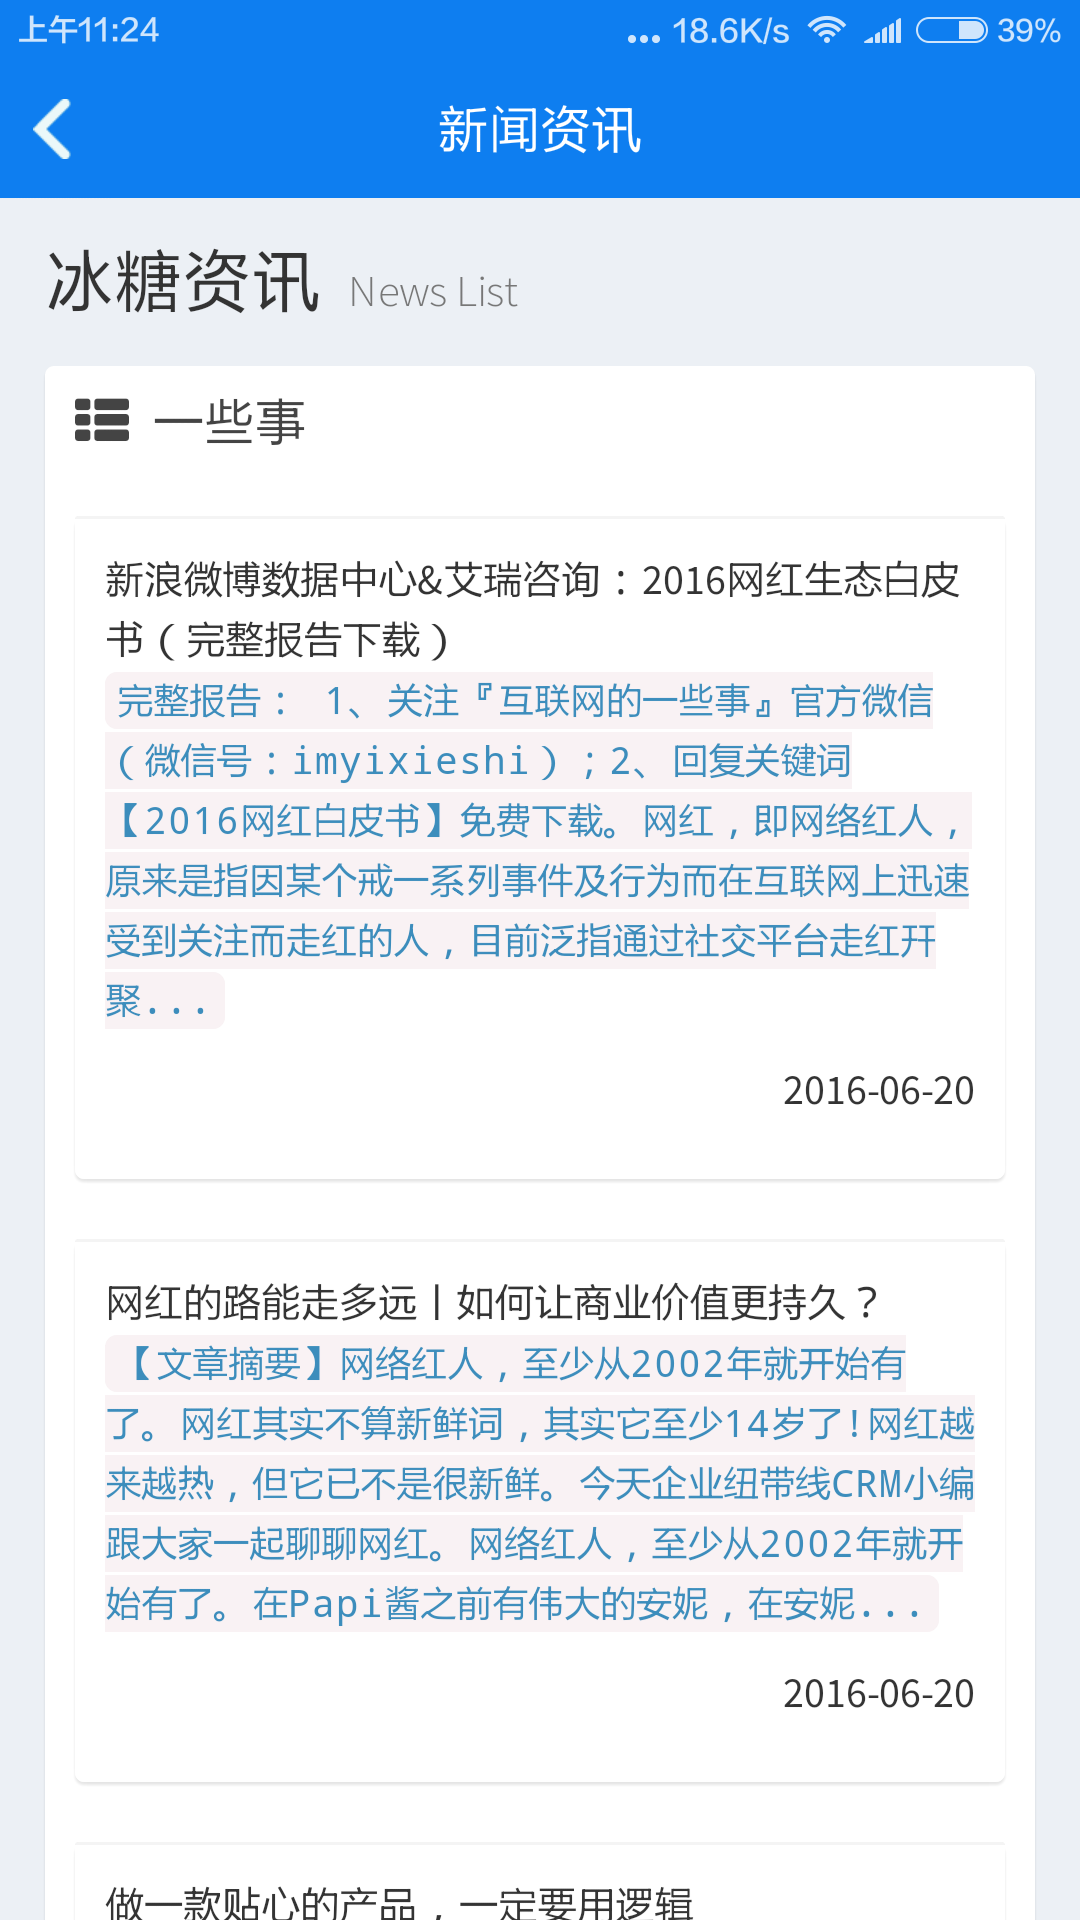 上午11:24
... 18.6K/s 39%
新闻资讯
冰糖资讯 News List
一些事
新浪微博数据中心&艾瑞咨询：2016网红生态白皮
书（完整报告下载）
完整报告： 1、关注『互联网的一些事』官方微信
（微信号：imyixieshi）；2、回复关键词
【2016网红白皮书】免费下载。网红，即网络红人，
原来是指因某个戒一系列事件及行为而在互联网上迅速
受到关注而走红的人，目前泛指通过社交平台走红幵
聚...
2016-06-20
网红的路能走多远丨如何让商业价值更持久？
【文章摘要】网络红人，至少从2002年就开始有
了。网红其实不算新鲜词，其实它至少14岁了！网红越
来越热，但它已不是很新鲜。今天企业纽带线CRM小编
跟大家一起聊聊网红。网络红人，至少从2002年就开
始有了。在Papi酱之前有伟大的安妮，在安妮...
2016-06-20
做一款贴心的产品，一定要用逻辑